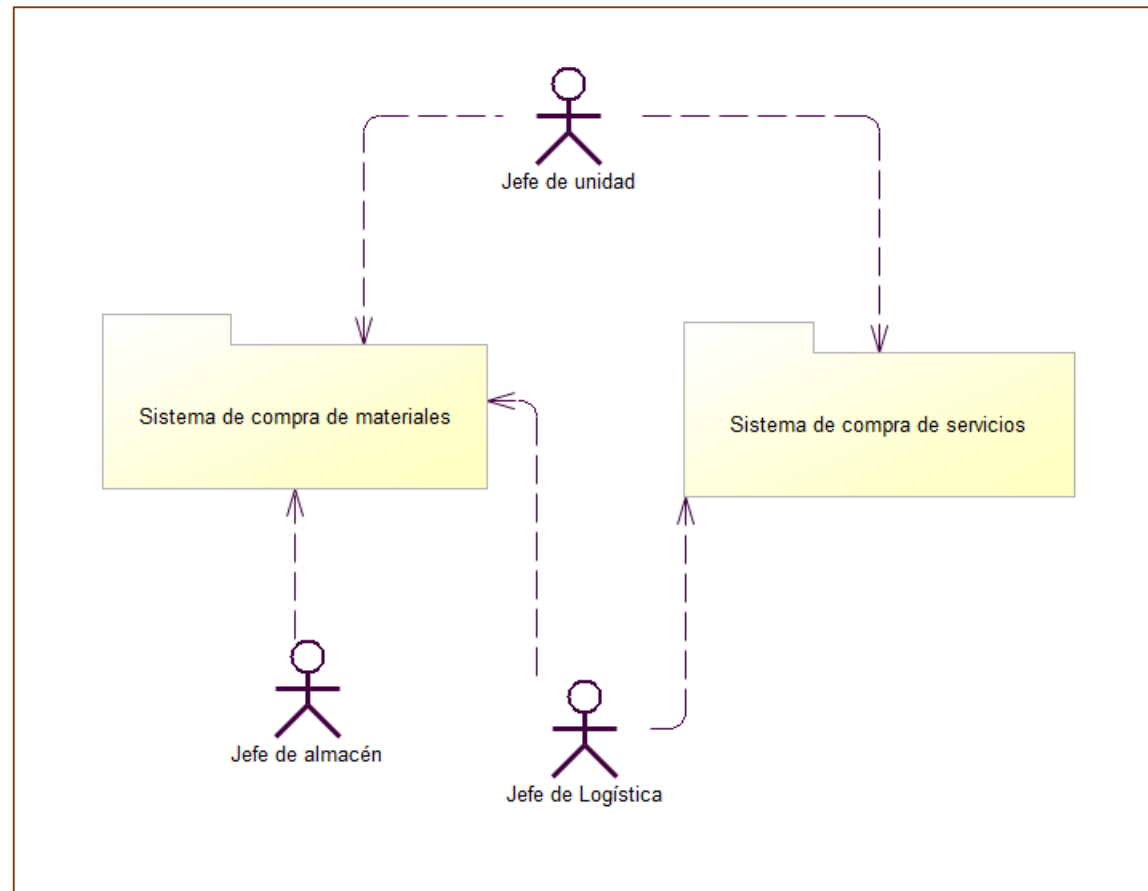 Jefe de unidad
Sistema de compra de materiales
Sistema de compra de servicios
Jefe de almacén
Jefe de Logística